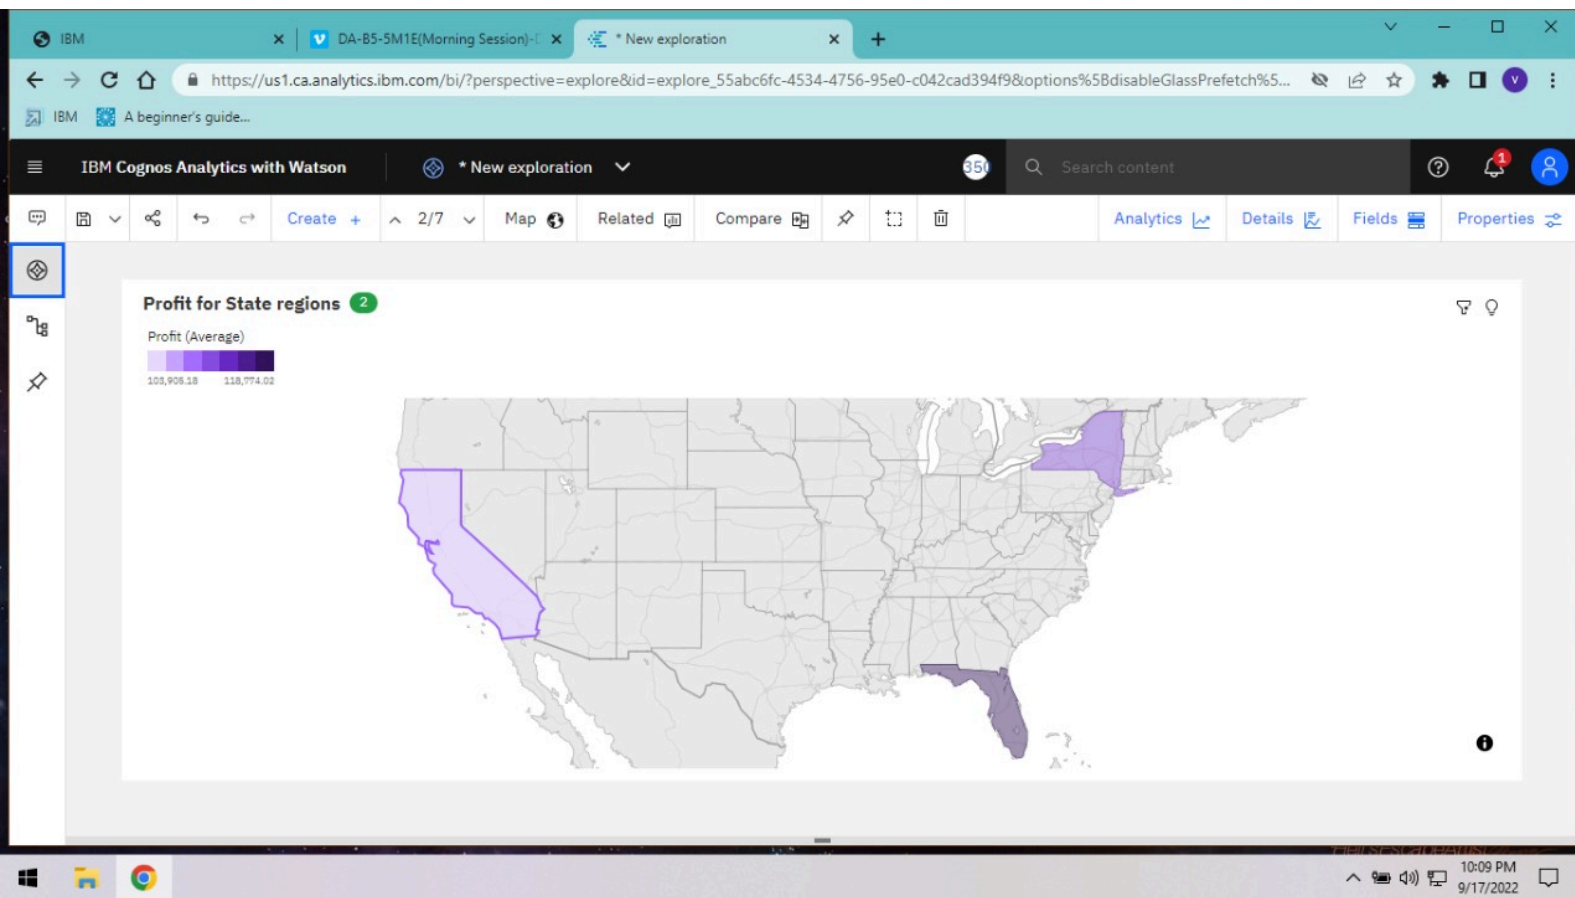 IBM
DA-B5-5M1E(Morning Session)-
* New exploration
https://us1.ca.analytics.ibm.com/bi/?perspective=explore&id=explore_55abc6fc-4534-4756-95e0-c042cad394f9&options%5BdisableGlassPrefetch%5...
V
IBM
A beginner's guide...
IBM Cognos Analytics with Watson
* New exploration
350
Search content
1
Create +
2/7
Map
Related
Compare
Analytics
Details
Fields
Properties
Profit for State regions 2
Profit (Average)
103,905.18 118,774.02
10:09 PM
9/17/2022